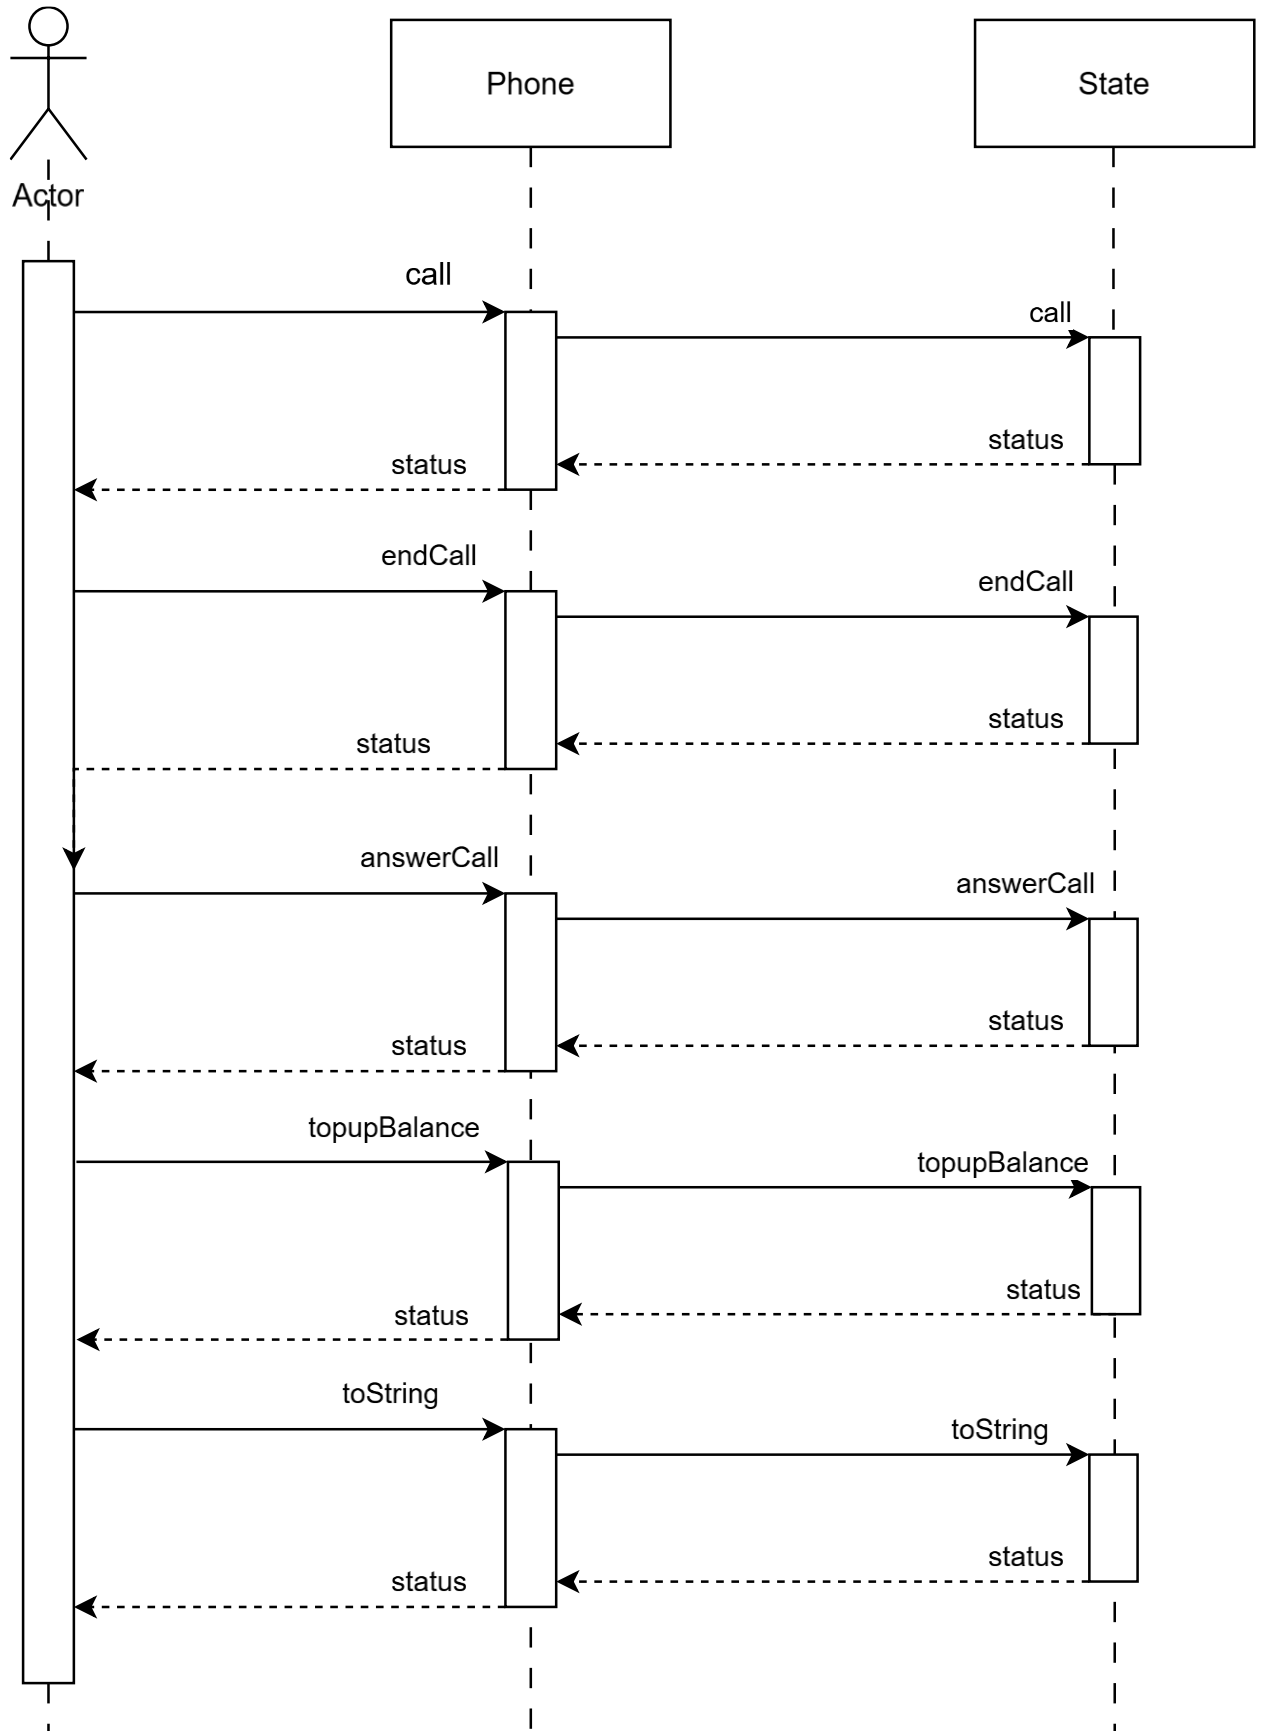 Phone
State
Actor
call
call
status
status
endCall
endCall
status
status
answerCall
answerCall
status
status
topupBalance
topupBalance
status
status
toString
toString
status
status